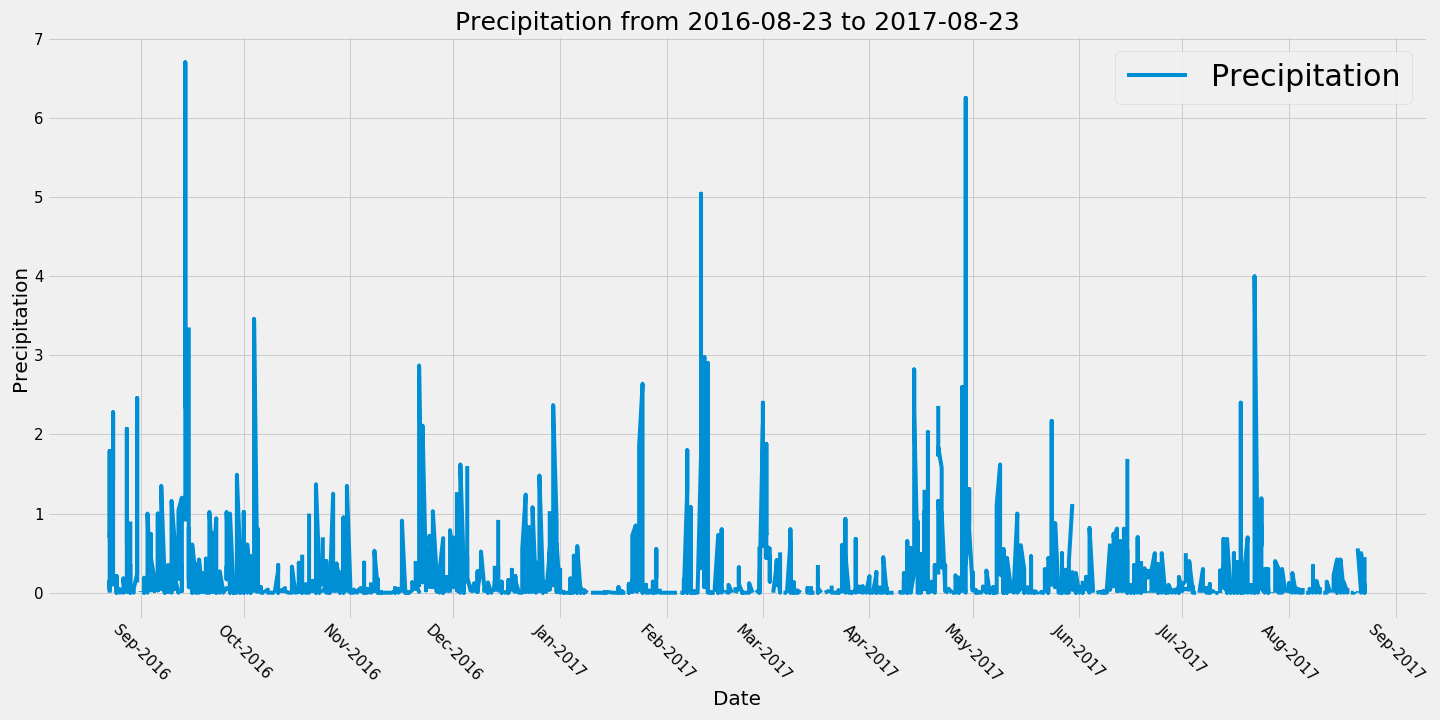 Precipitation from 2016-08-23 to 2017-08-23
Precipitation
7
6
5
4
3
2
1
0
Precipitation
Sep-2016
Oct-2016
Nov-2016
Dec-2016
Jan-2017
Feb-2017
Mar-2017
Apr-2017
May-2017
Jun-2017
Jul-2017
Aug-2017
Sep-2017
Date